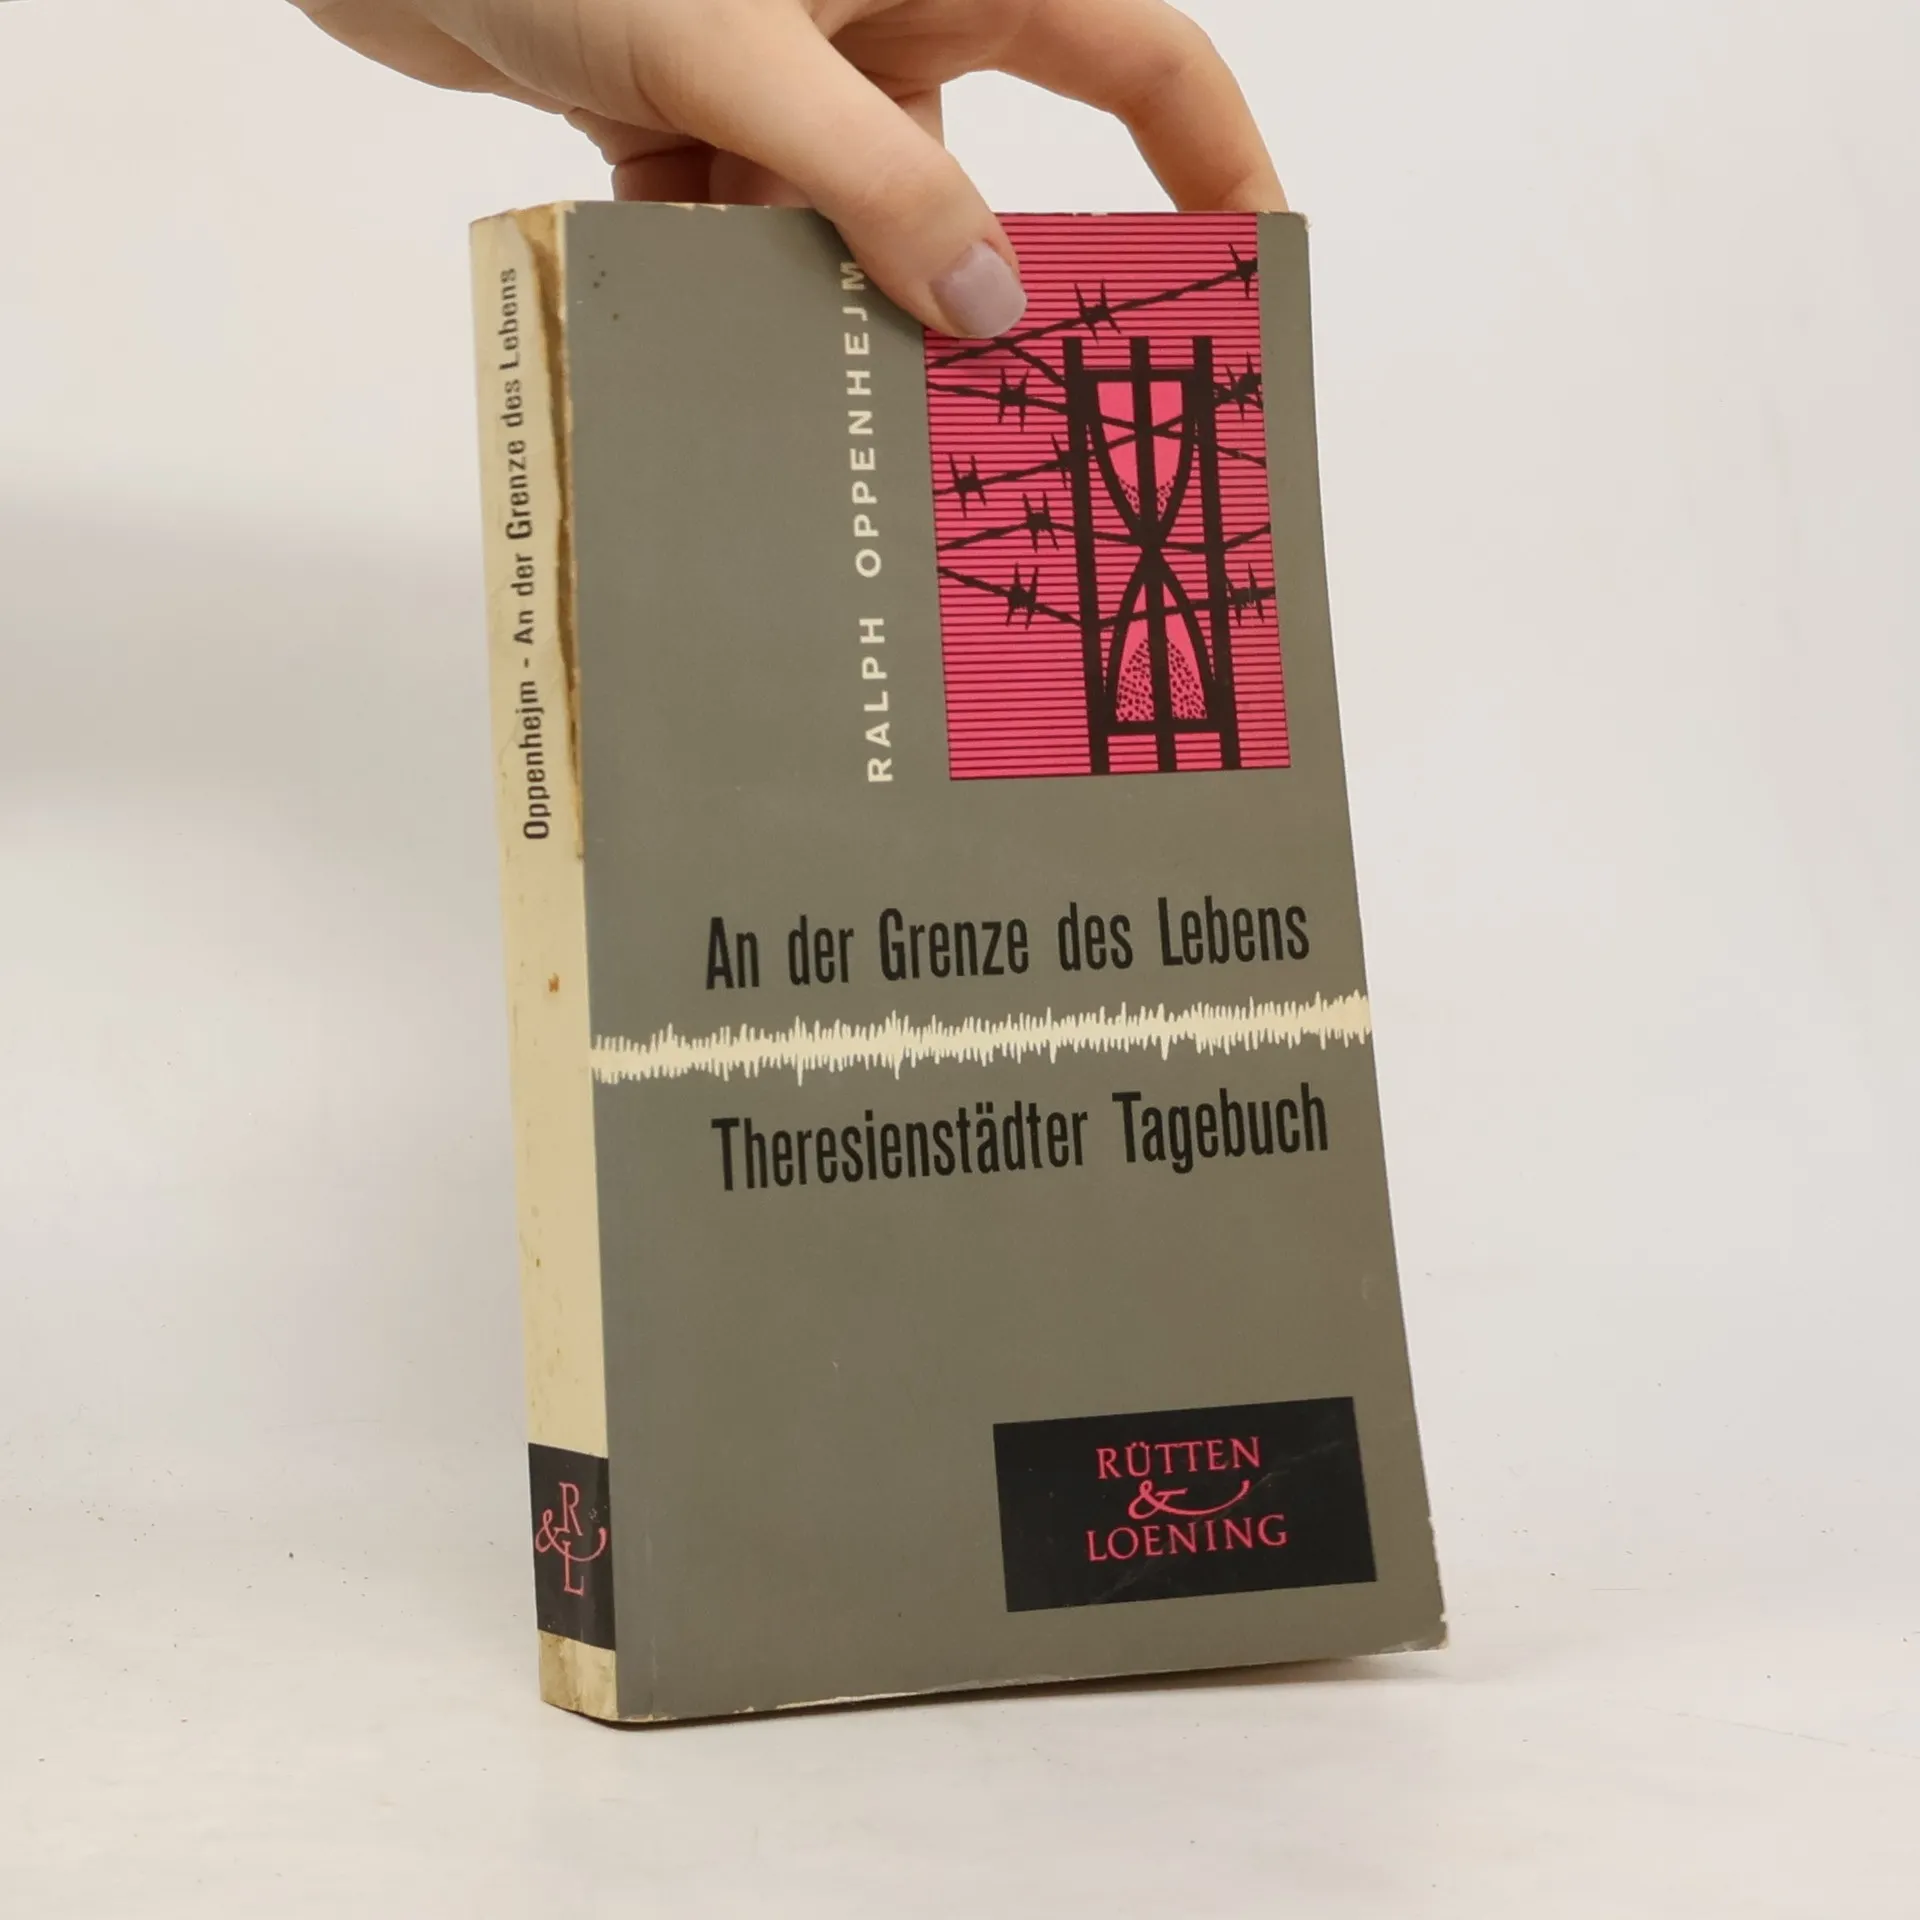 Oppenhejm - An der Grenze des Lebens
RALPH OPPENHEJM
An der Grenze des Lebens
Theresienstädter Tagebuch
RÜTTEN
&
LOENING
R
&
L